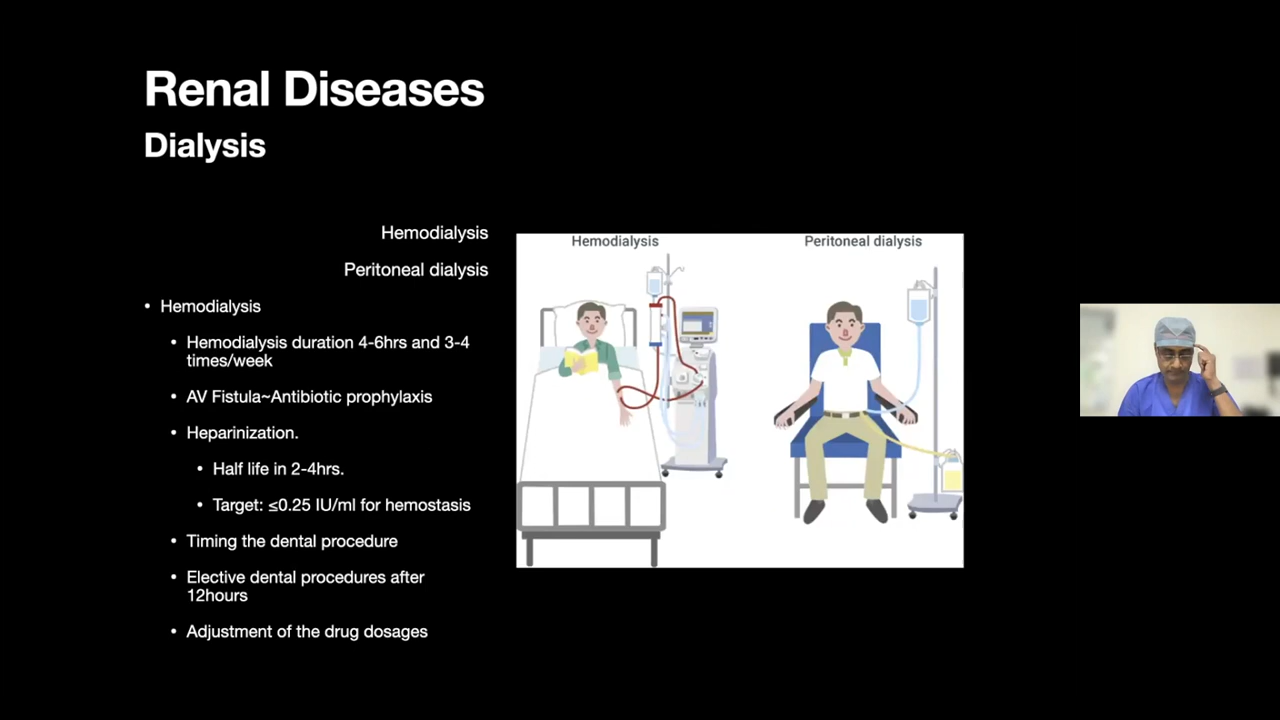 Renal Diseases
Dialysis
Hemodialysis
Peritoneal dialysis
• Hemodialysis
• Hemodialysis duration 4-6hrs and 3-4
times/week
• AV Fistula~Antibiotic prophylaxis
• Heparinization.
• Half life in 2-4hrs.
• Target: ≤0.25 IU/ml for hemostasis
• Timing the dental procedure
• Elective dental procedures after
12hours
• Adjustment of the drug dosages
Hemodialysis
Peritoneal dialysis